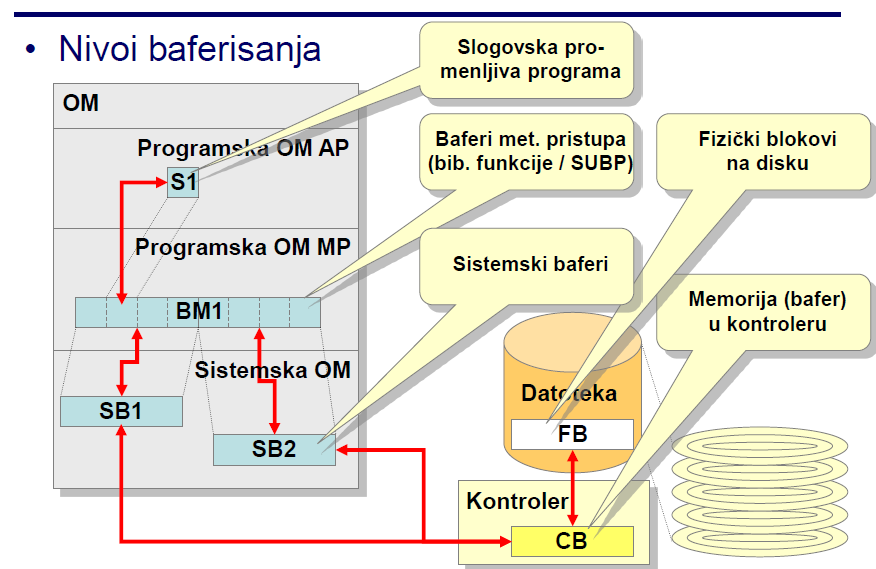 • Nivoi baferisanja
Slogovska pro-
menljiva programa
OM
Programska OM AP
S1
Baferi met. pristupa
(bib. funkcije / SUBP)
Fizički blokovi
na disku
Programska OM MP
BM1
Sistemski baferi
Memorija (bafer)
u kontroleru
Sistemska OM
SB1
SB2
Datoteka
FB
Kontroler
CB